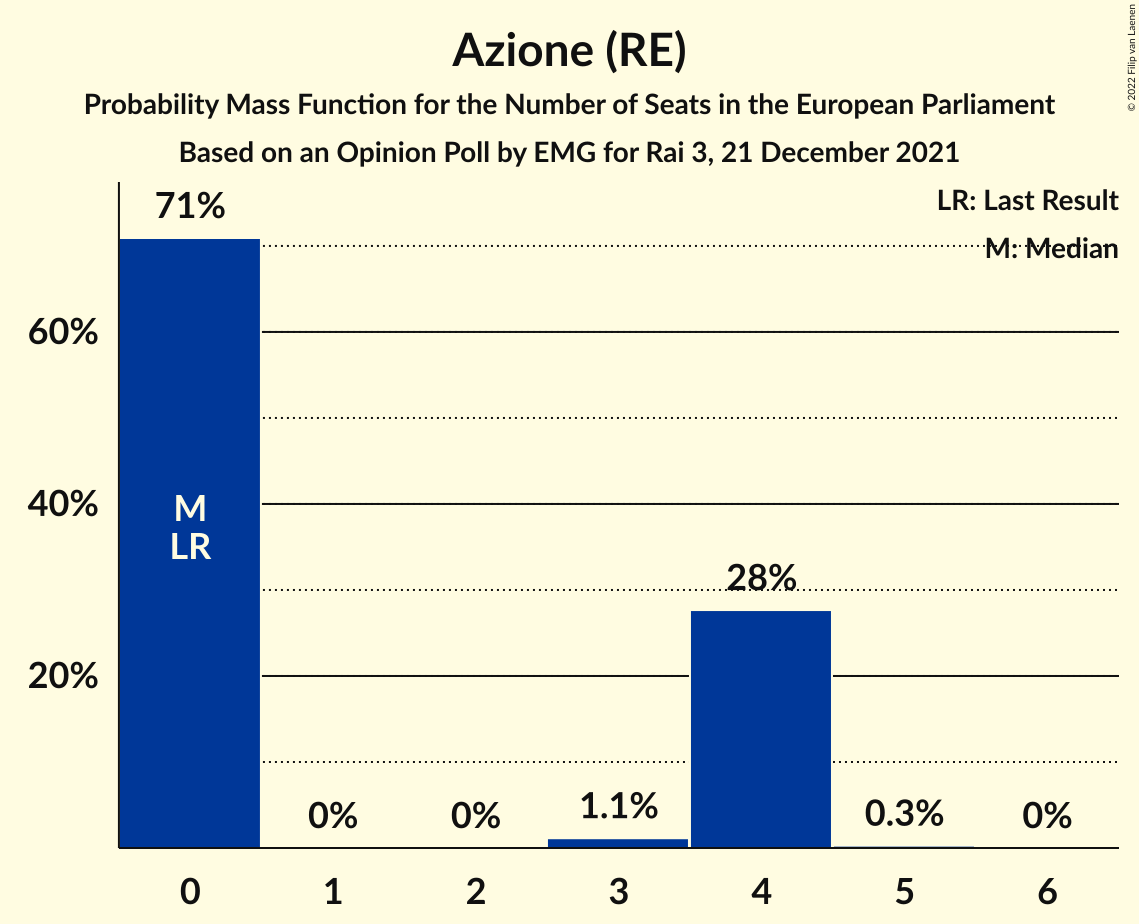 Azione (RE)
Probability Mass Function for the Number of Seats in the European Parliament
Based on an Opinion Poll by EMG for Rai 3, 21 December 2021
© 2022 Filip van Laenen
LR: Last Result
M: Median
71%
60%
40%
20%
M
LR
0%
0%
1.1%
28%
0.3%
0%
0
1
2
3
4
5
6